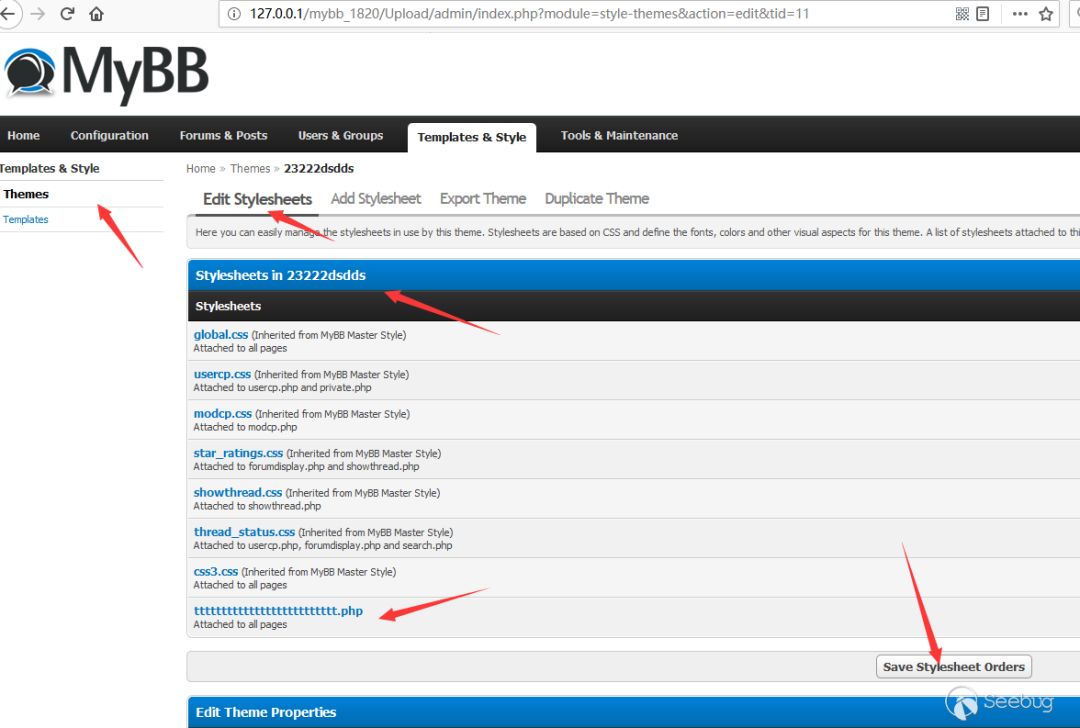 127.0.0.1/mybb_1820/Upload/admin/index.php?module=style-themes&action=edit&tid=11
MyBB
Home Configuration Forums & Posts Users & Groups Templates & Style Tools & Maintenance
Templates & Style
Themes
Templates
Home » Themes » 23222dsdds
Edit Stylesheets Add Stylesheet Export Theme Duplicate Theme
Here you can easily manage the stylesheets in use by this theme. Stylesheets are based on CSS and define the fonts, colors and other visual aspects for this theme. A list of stylesheets attached to thi
Stylesheets in 23222dsdds
Stylesheets
global.css (Inherited from MyBB Master Style)
Attached to all pages
usercp.css (Inherited from MyBB Master Style)
Attached to usercp.php and private.php
modcp.css (Inherited from MyBB Master Style)
Attached to modcp.php
star_ratings.css (Inherited from MyBB Master Style)
Attached to forumdisplay.php and showthread.php
showthread.css (Inherited from MyBB Master Style)
Attached to showthread.php
thread_status.css (Inherited from MyBB Master Style)
Attached to usercp.php, forumdisplay.php and search.php
css3.css (Inherited from MyBB Master Style)
Attached to all pages
tttttttttttttttttttttttttt.php
Attached to all pages
Save Stylesheet Orders
Seebug
Edit Theme Properties